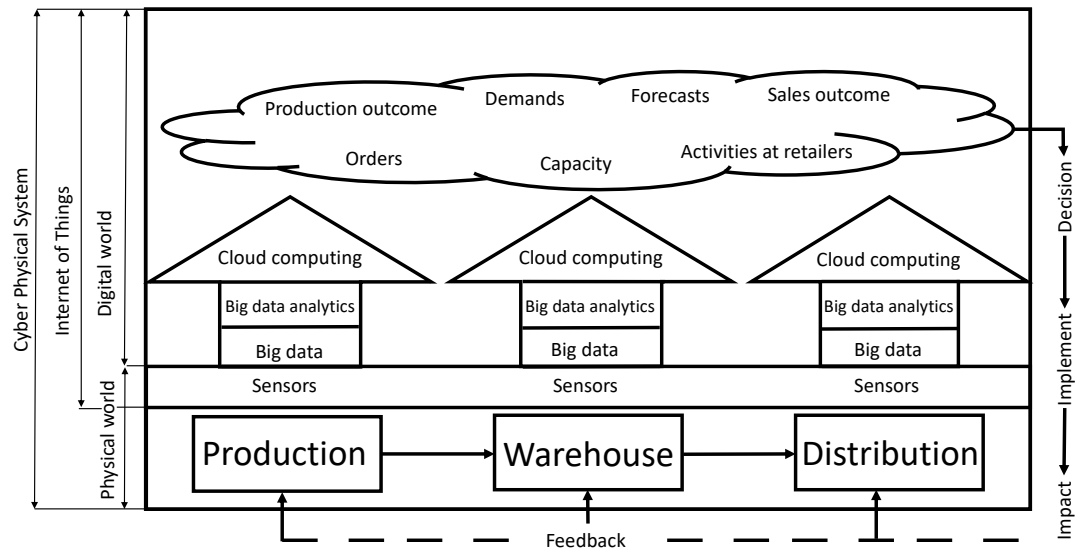 Cyber Physical System
Internet of Things
Digital world
Physical world
Production outcome
Demands
Forecasts
Sales outcome
Orders
Capacity
Activities at retailers
Cloud computing
Cloud computing
Cloud computing
Big data analytics
Big data analytics
Big data analytics
Big data
Big data
Big data
Sensors
Sensors
Sensors
Production
Warehouse
Distribution
Feedback
Decision
Implement
Impact